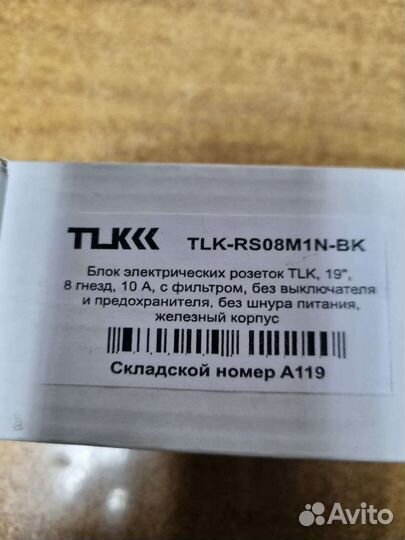 TLK
TLK-RS08M1N-BK
Блок электрических розеток TLK, 19",
8 гнезд, 10 А, с фильтром, без выключателя
и предохранителя, без шнура питания,
железный корпус
Складской номер А119
Avito